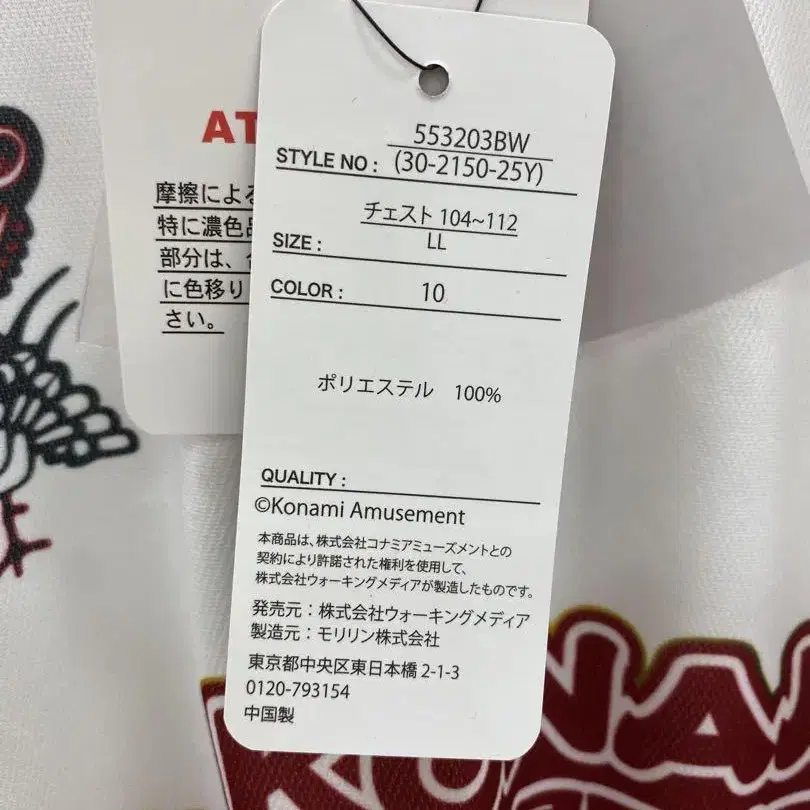 AT
摩擦による
特に濃色品
部分は、
に色移り
さい。
553203BW
STYLE NO : (30-2150-25Y)
チェスト 104~112
SIZE : LL
COLOR : 10
ポリエステル 100%
QUALITY :
©Konami Amusement
本商品は、株式会社コナミアミューズメントとの
契約により許諾された権利を使用して、
株式会社ウォーキングメディアが製造したものです。
発売元：株式会社ウォーキングメディア
製造元：モリリン株式会社
東京都中央区東日本橋 2-1-3
0120-793154
中国製
NA